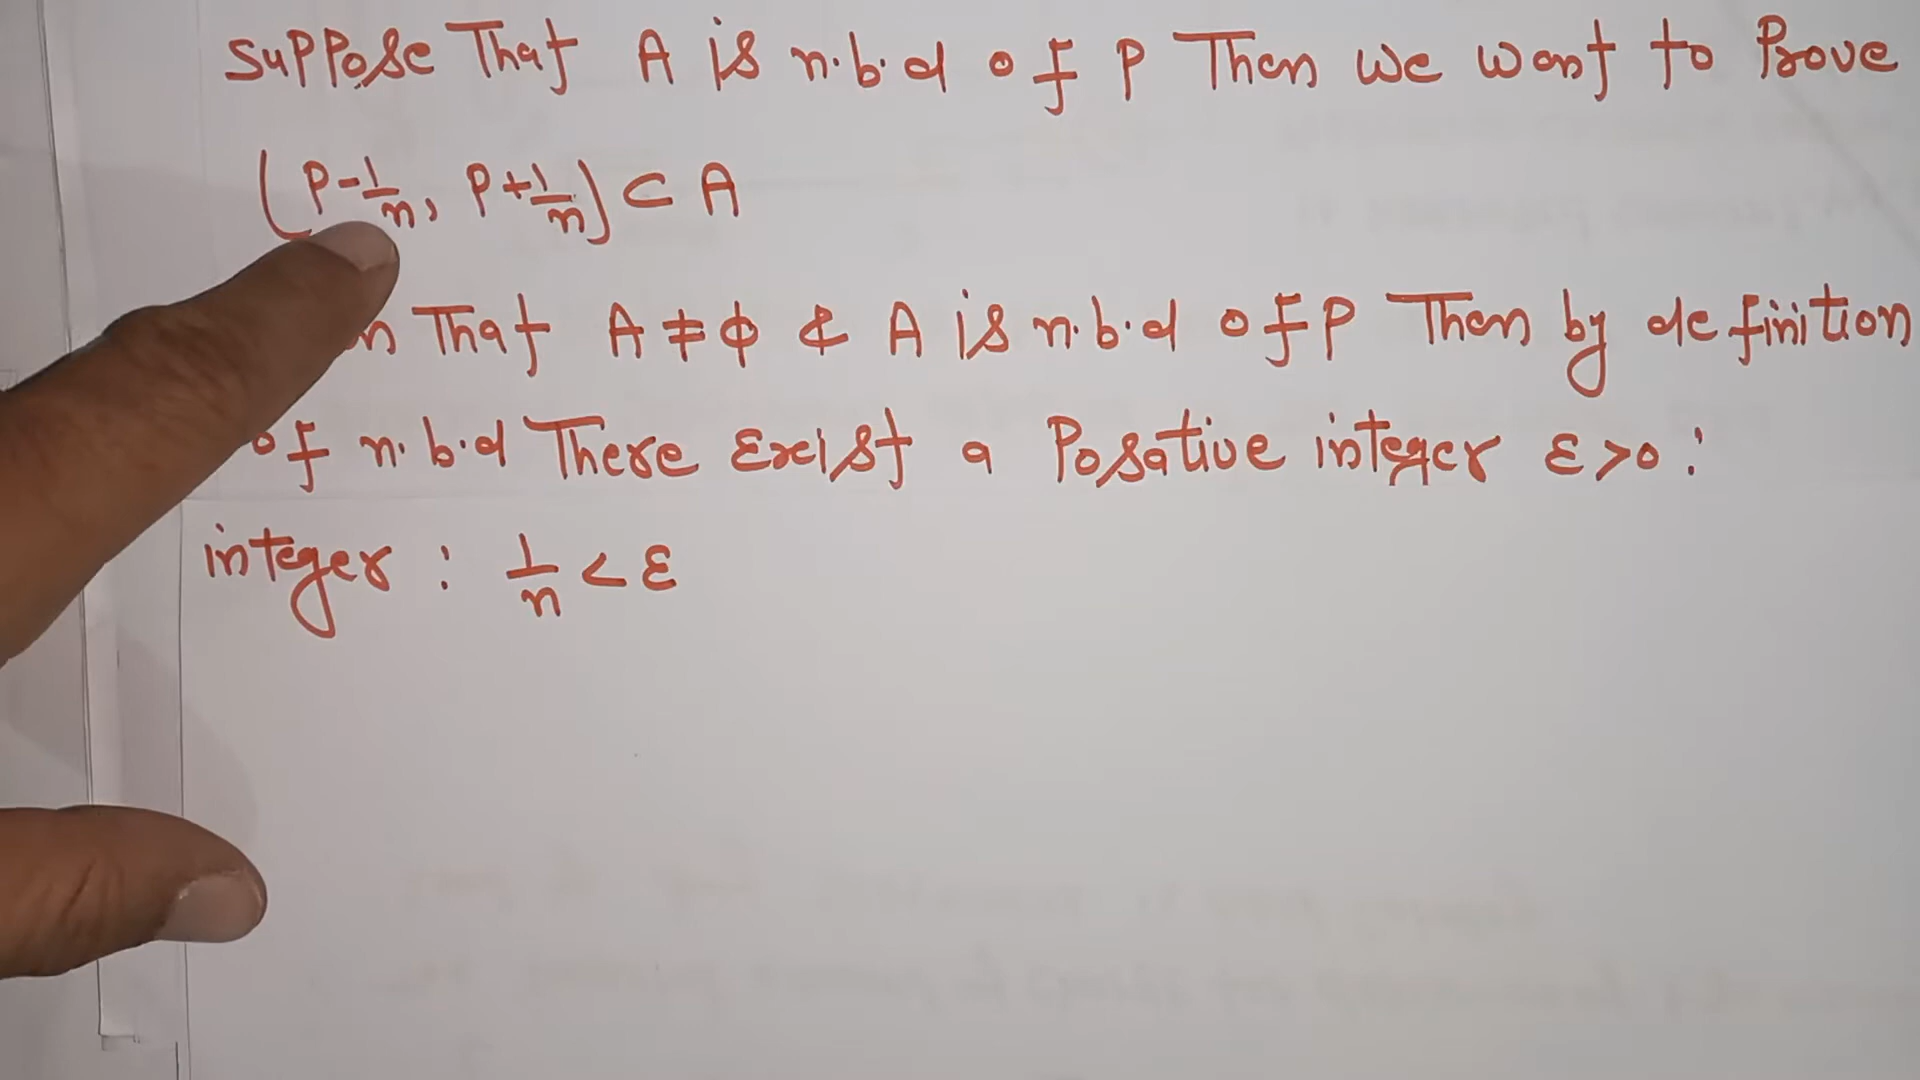 Suppose That A is n.b.d of P Then we want to Prove
(P-1/n, P+1/n) ⊂ A
That A ≠ φ & A is n.b.d of P Then by definition
of n.b.d There Exist a Posative integer ε>0 :
integer : 1/n < ε